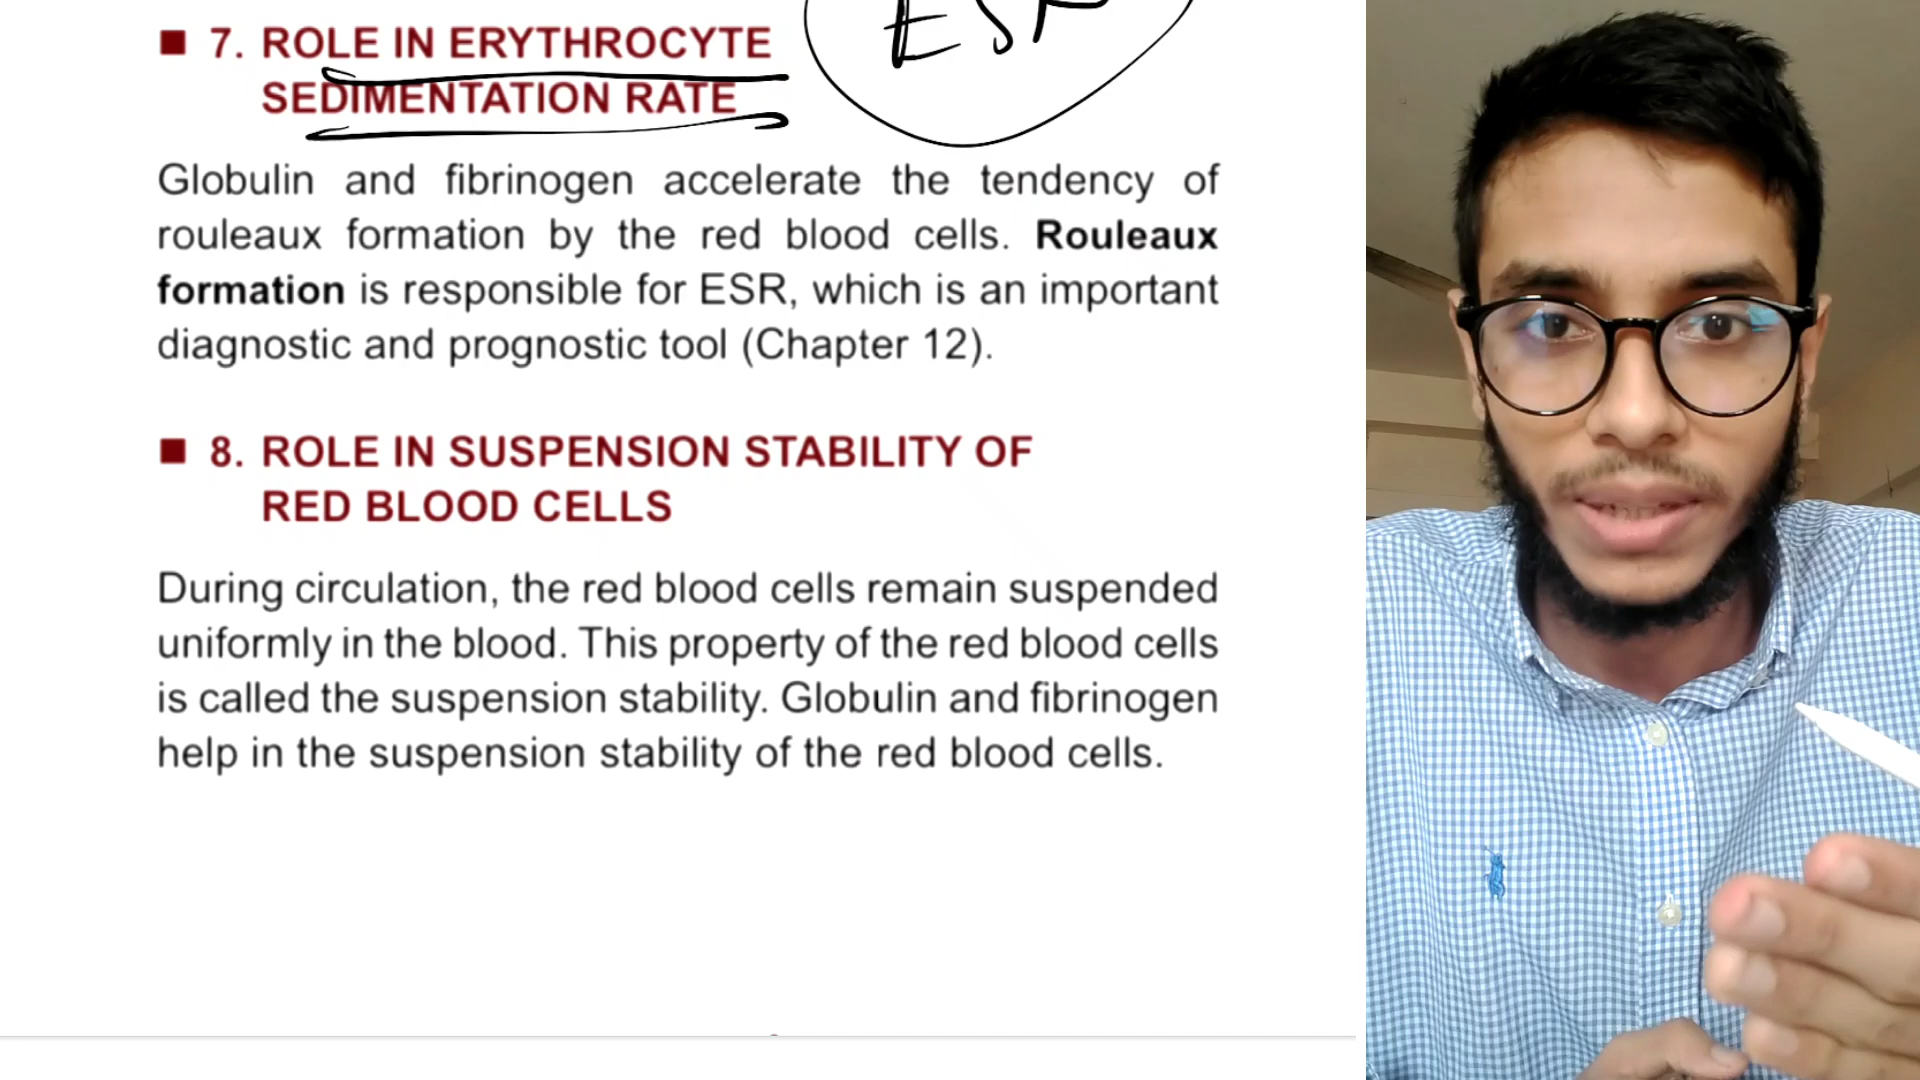 ESR
■ 7. ROLE IN ERYTHROCYTE
SEDIMENTATION RATE
Globulin and fibrinogen accelerate the tendency of
rouleaux formation by the red blood cells. Rouleaux
formation is responsible for ESR, which is an important
diagnostic and prognostic tool (Chapter 12).
■ 8. ROLE IN SUSPENSION STABILITY OF
RED BLOOD CELLS
During circulation, the red blood cells remain suspended
uniformly in the blood. This property of the red blood cells
is called the suspension stability. Globulin and fibrinogen
help in the suspension stability of the red blood cells.